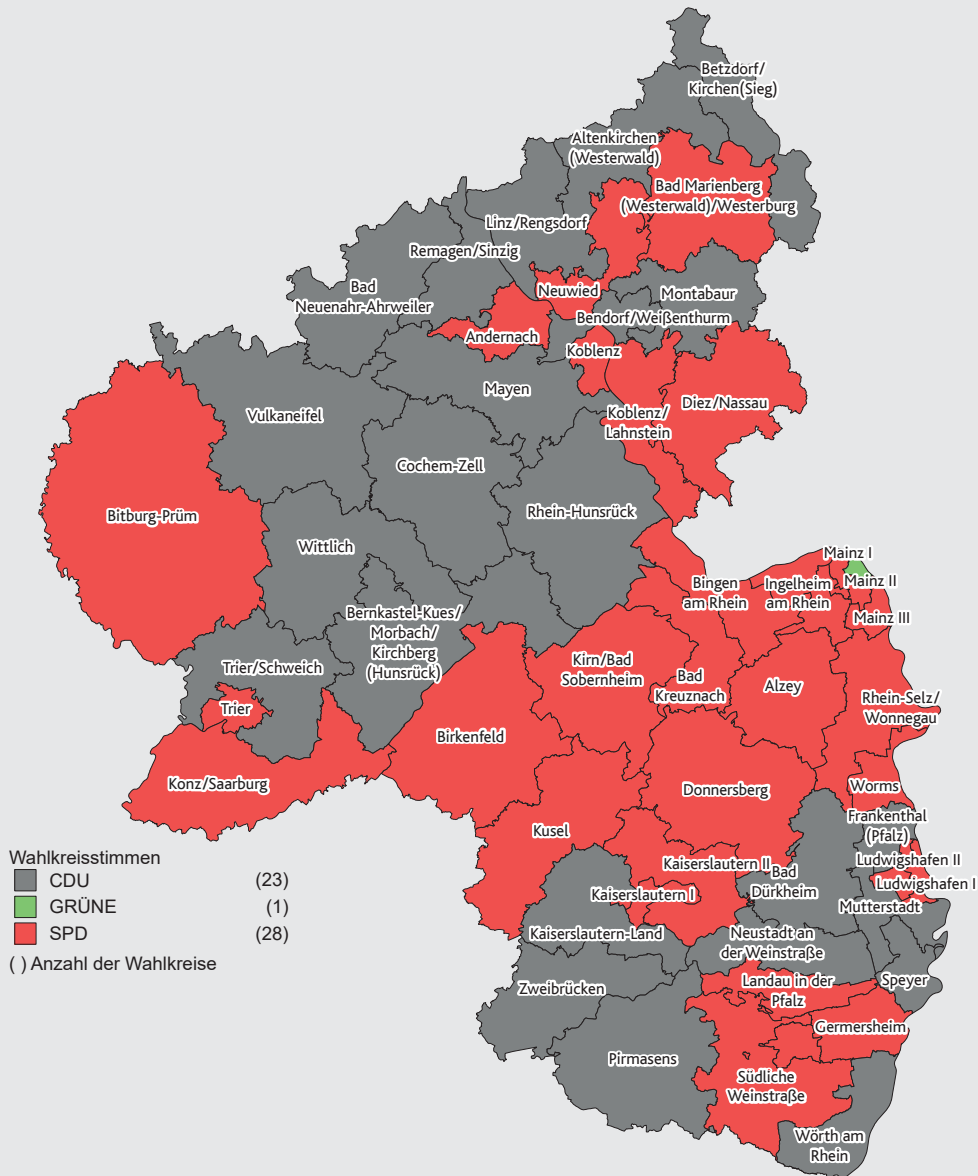 Betzdorf/
Kirchen(Sieg)
Altenkirchen
(Westerwald)
Bad Marienberg
(Westerwald)/Westerburg
Linz/Rengsdorf
Remagen/Sinzig
Bad
Neuenahr-Ahrweiler
Neuwied
Montabaur
Bendorf/Weißenthurm
Andernach
Koblenz
Mayen
Diez/Nassau
Vulkaneifel
Koblenz/
Lahnstein
Cochem-Zell
Rhein-Hunsrück
Bitburg-Prüm
Wittlich
Mainz I
Mainz II
Bingen
am Rhein
Ingelheim
am Rhein
Mainz III
Bernkastel-Kues/
Morbach/
Kirchberg
(Hunsrück)
Trier/Schweich
Kirn/Bad
Sobernheim
Bad
Kreuznach
Alzey
Rhein-Selz/
Wonnegau
Trier
Birkenfeld
Konz/Saarburg
Donnersberg
Worms
Kusel
Frankenthal
(Pfalz)
Ludwigshafen II
Kaiserslautern II
Bad
Dürkheim
Ludwigshafen I
Kaiserslautern I
Mutterstadt
Kaiserslautern-Land
Neustadt an
der Weinstraße
Zweibrücken
Landau in der
Pfalz
Speyer
Germersheim
Pirmasens
Südliche
Weinstraße
Wörth am
Rhein
Wahlkreisstimmen
CDU (23)
GRÜNE (1)
SPD (28)
( ) Anzahl der Wahlkreise